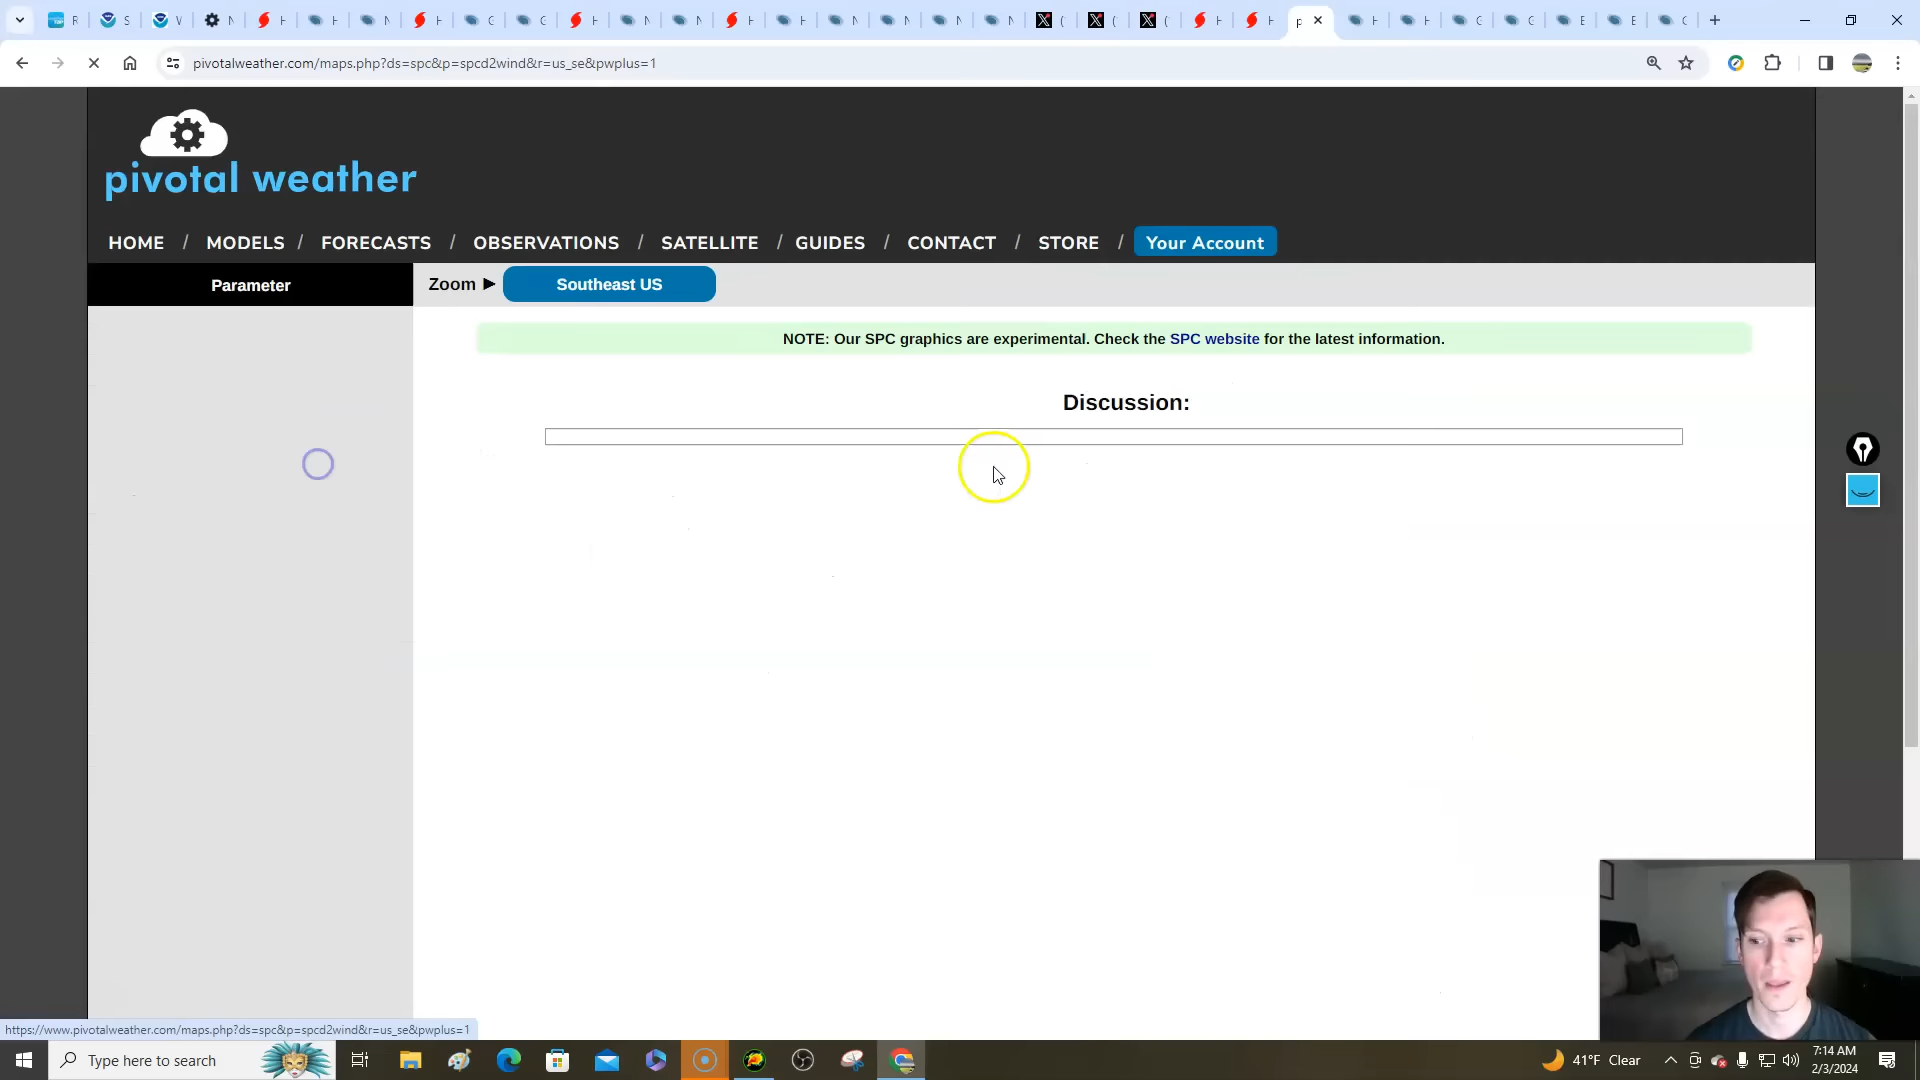 pivotalweather.com/maps.php?ds=spc&p=spcd2wind&r=us_se&pwplus=1
pivotal weather
HOME / MODELS / FORECASTS / OBSERVATIONS / SATELLITE / GUIDES / CONTACT / STORE / Your Account
Parameter
Zoom ▶ Southeast US
NOTE: Our SPC graphics are experimental. Check the SPC website for the latest information.
Discussion:
https://www.pivotalweather.com/maps.php?ds=spc&p=spcd2wind&r=us_se&pwplus=1
Type here to search
41°F Clear
7:14 AM
2/3/2024